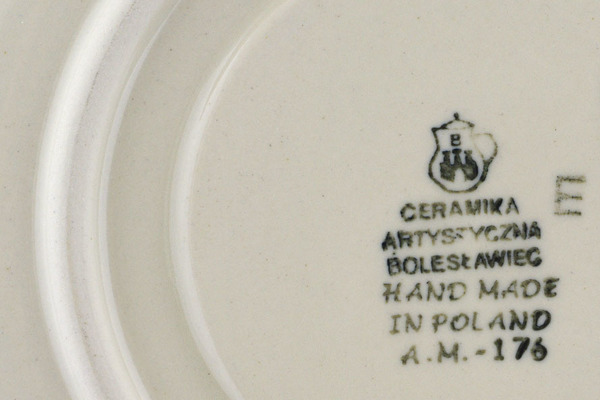 B
CERAMIKA
ARTYSTYCZNA
BOLESŁAWIEC
HAND MADE
IN POLAND
A.M.-176